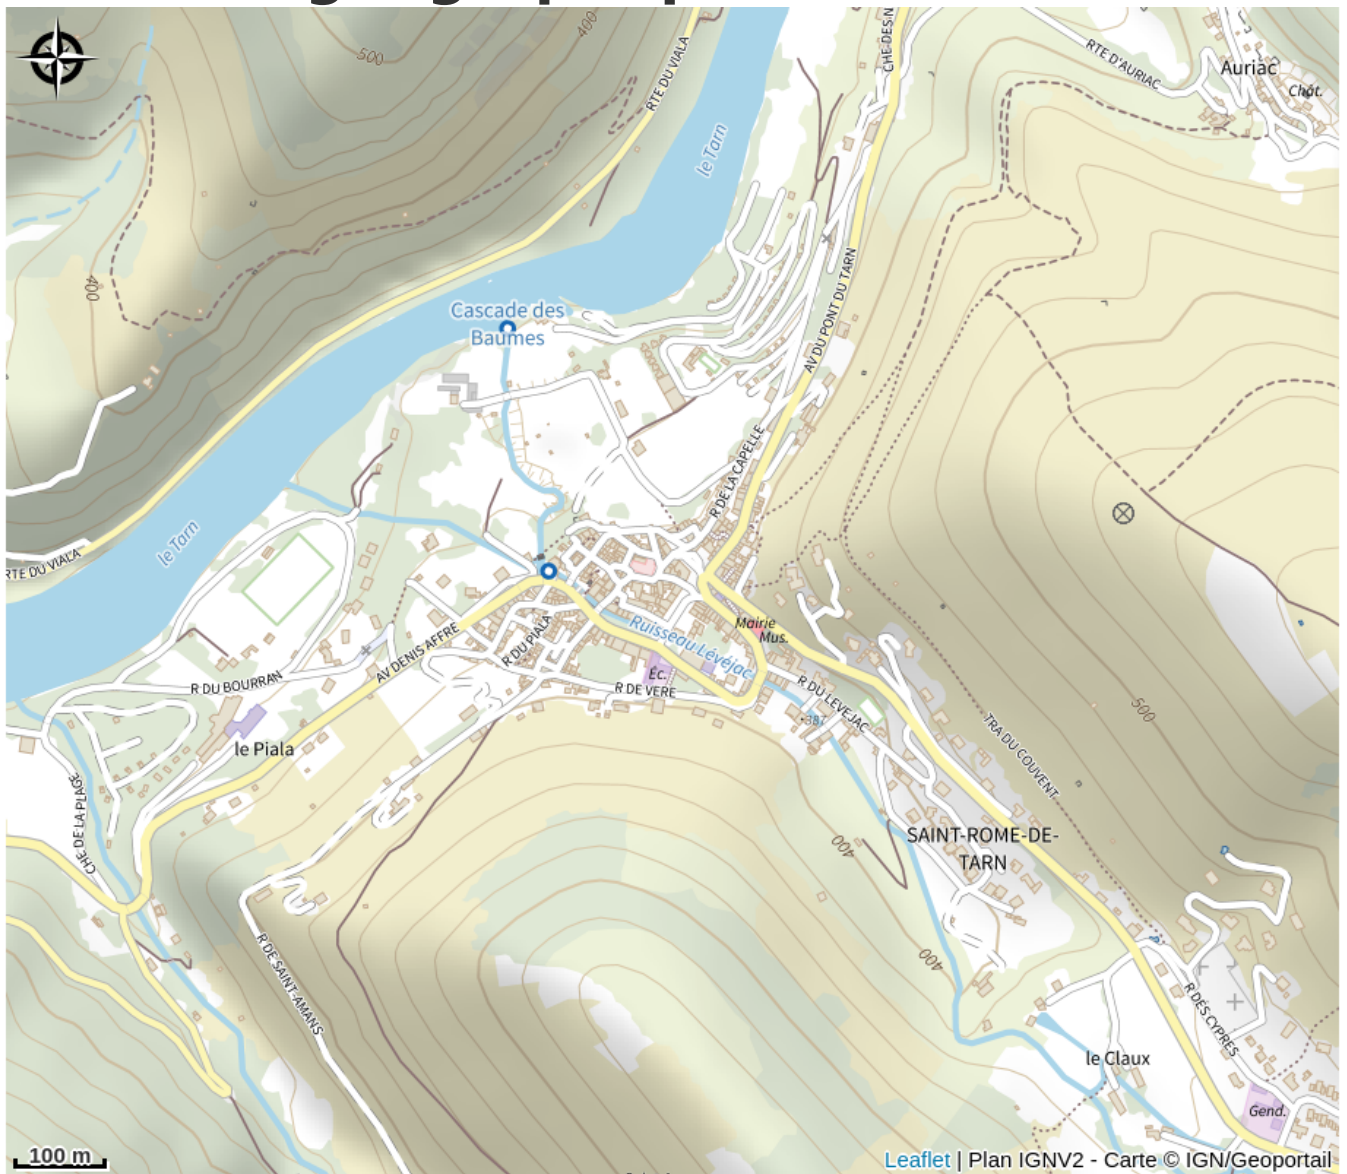 500
400
RTE DU VIALA
le Tarn
CHE DES N
RTE D'AURIAC
Auriac
Chât.
400
Cascade des
Baumes
AV DU PONT DU TARN
R DE LA CAPELLE
le Tarn
RTE DU VIALA
Mairie
Mus.
Ruisseau Lévéjac
AV DENIS AFFRE
R DU PIALA
Éc.
R DE VERE
R DU BOURRAN
R DU LEVEJAC
387
500
TRA DU COUVENT
le Piala
CHE DE LA PLAGE
400
SAINT-ROME-DE-
TARN
400
R DE SAINT-AMANS
R DES CYPRES
le Claux
Gend.
100 m
Leaflet | Plan IGNV2 - Carte © IGN/Geoportail